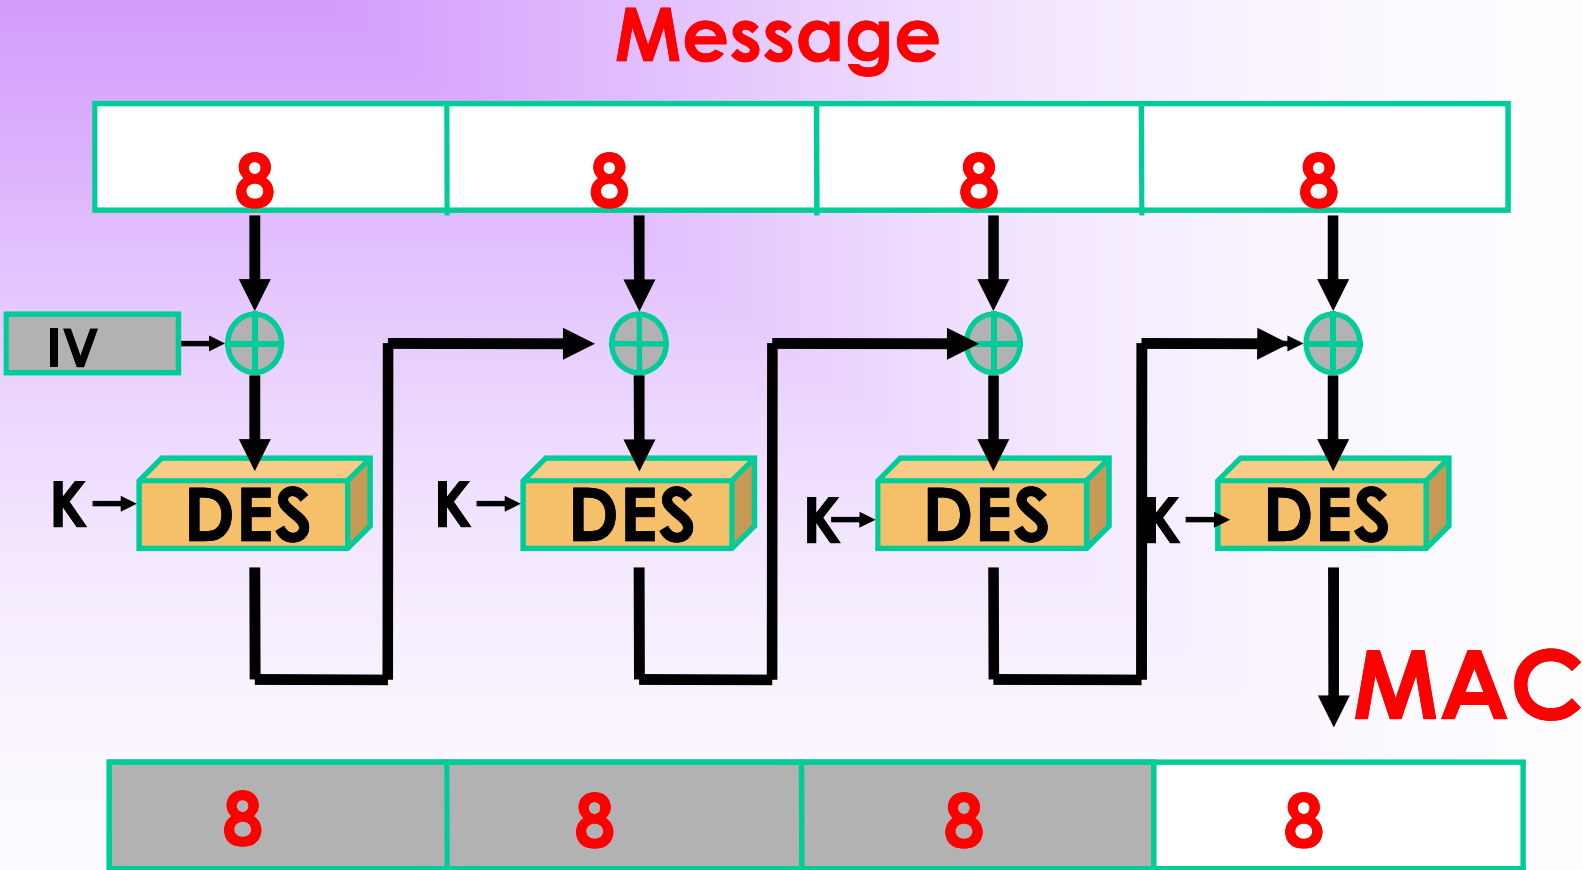 Message
8 8 8 8
IV
K DES K DES K DES K DES
MAC
8 8 8 8